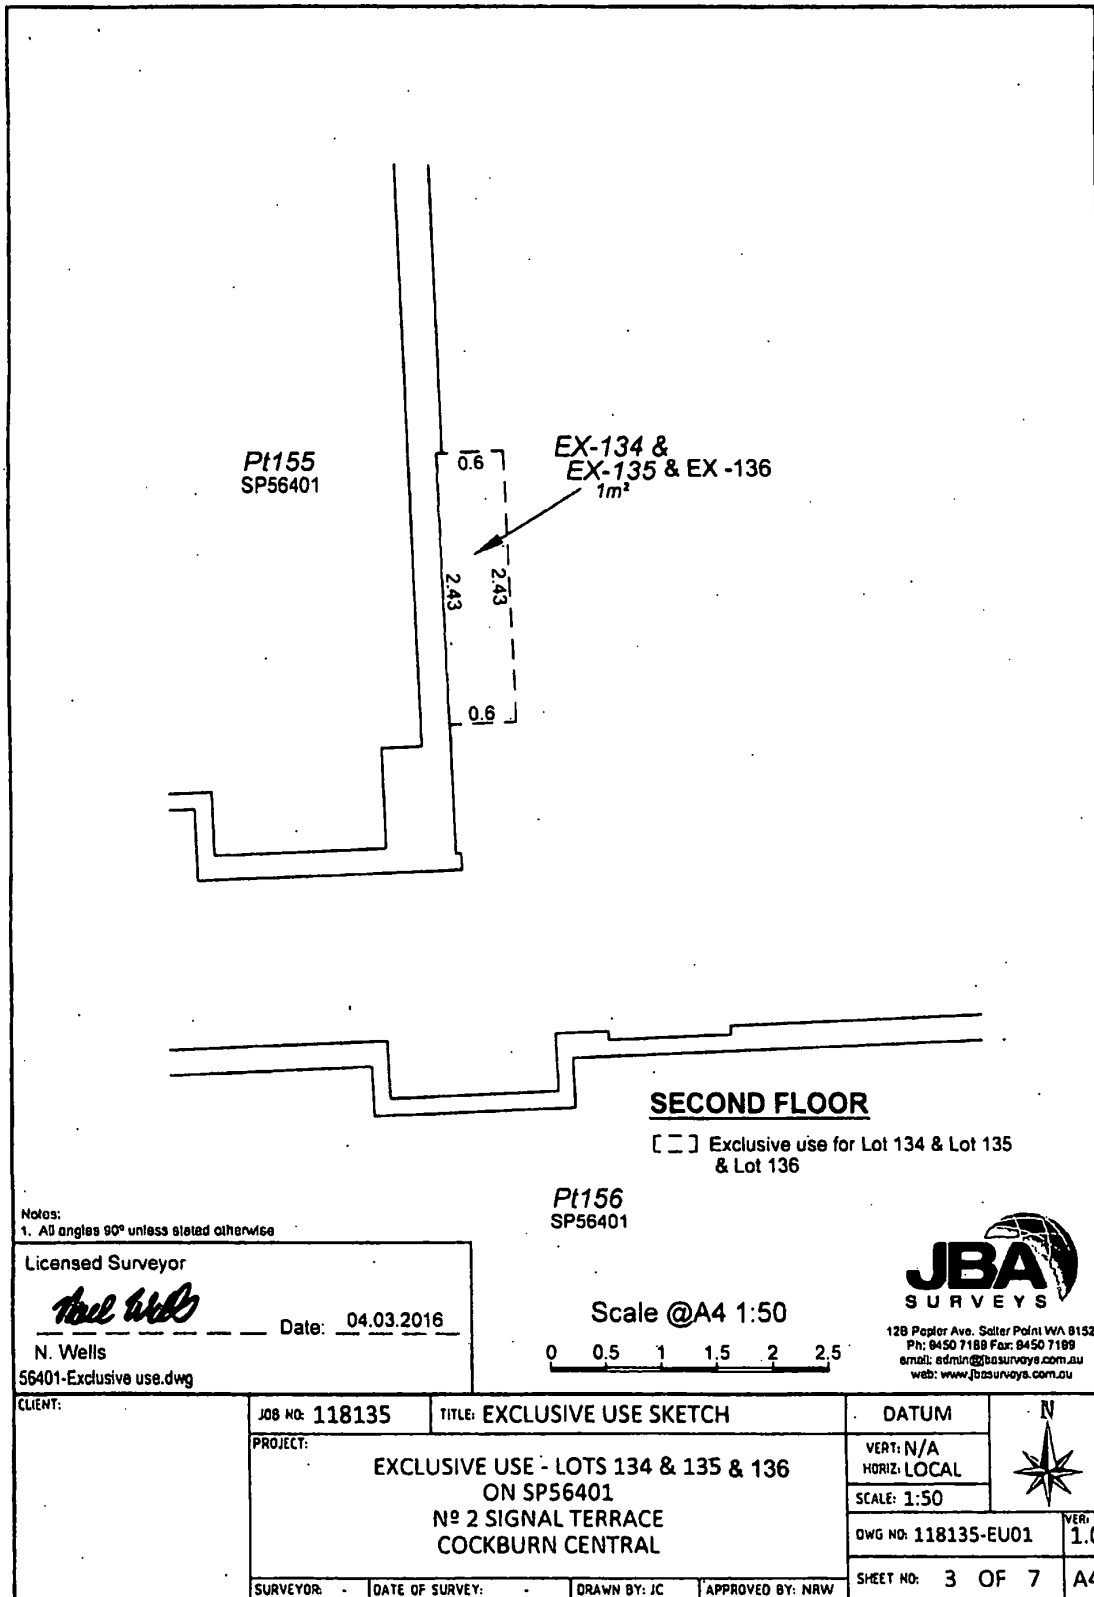 Pt155
SP56401
EX-134 &
EX-135 & EX -136
1m²
0.6
2.43
2.43
0.6
SECOND FLOOR
Exclusive use for Lot 134 & Lot 135
& Lot 136
Pt156
SP56401
Notes:
1. All angles 90° unless stated otherwise
Licensed Surveyor
Date: 04.03.2016
N. Wells
56401-Exclusive use.dwg
Scale @A4 1:50
0 0.5 1 1.5 2 2.5
JBA
SURVEYS
128 Poplar Ave. Salter Point WA 6152
Ph: 9450 7188 Fax: 9450 7189
email: admin@jbasurveys.com.au
web: www.jbasurveys.com.au
CLIENT:
JOB NO: 118135
TITLE: EXCLUSIVE USE SKETCH
PROJECT:
EXCLUSIVE USE - LOTS 134 & 135 & 136
ON SP56401
Nº 2 SIGNAL TERRACE
COCKBURN CENTRAL
DATUM
VERT: N/A
HORIZ: LOCAL
SCALE: 1:50
N
DWG NO: 118135-EU01
VER:
1.0
SURVEYOR: -
DATE OF SURVEY: -
DRAWN BY: JC
APPROVED BY: NRW
SHEET NO: 3 OF 7
A4